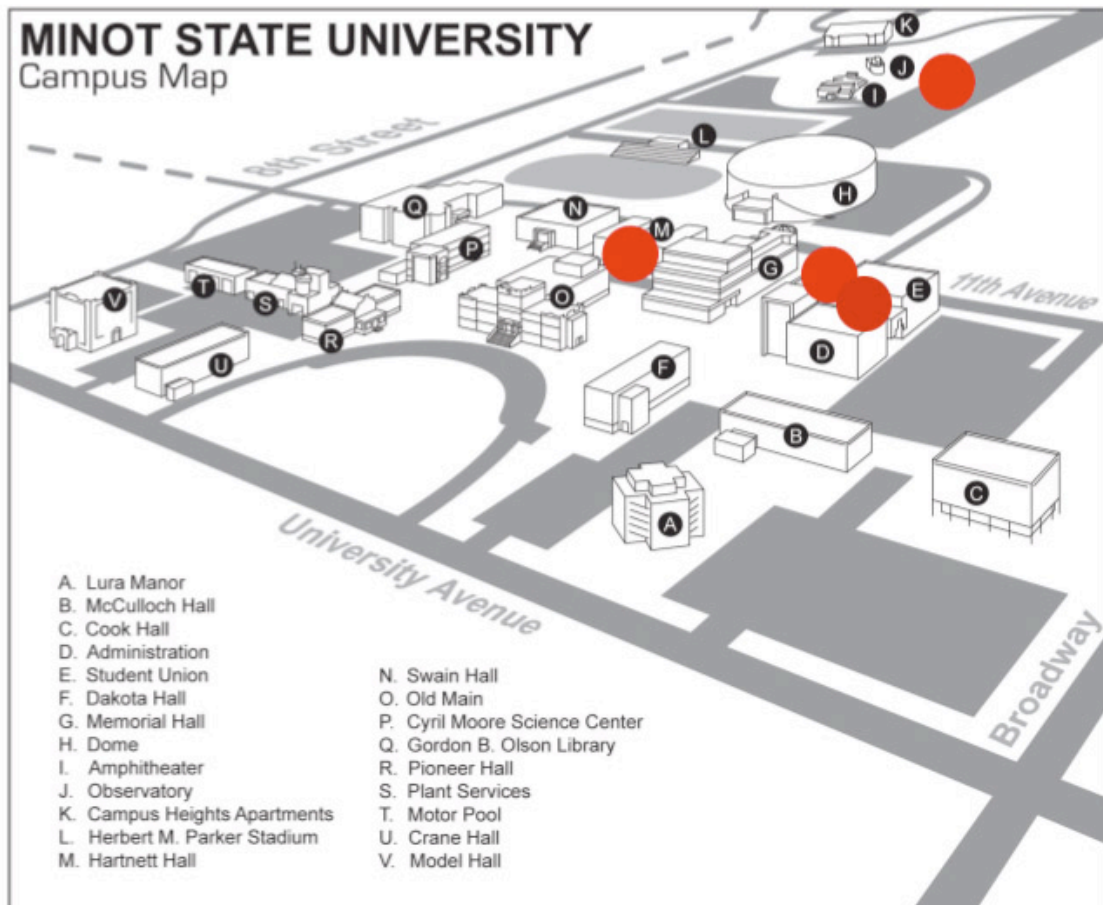 MINOT STATE UNIVERSITY
Campus Map
K
J
I
8th Street
L
H
Q
N
M
P
G
11th Avenue
V
T
S
O
E
R
D
U
F
B
C
A
University Avenue
Broadway
A. Lura Manor
B. McCulloch Hall
C. Cook Hall
D. Administration
E. Student Union
F. Dakota Hall
G. Memorial Hall
H. Dome
I. Amphitheater
J. Observatory
K. Campus Heights Apartments
L. Herbert M. Parker Stadium
M. Hartnett Hall
N. Swain Hall
O. Old Main
P. Cyril Moore Science Center
Q. Gordon B. Olson Library
R. Pioneer Hall
S. Plant Services
T. Motor Pool
U. Crane Hall
V. Model Hall